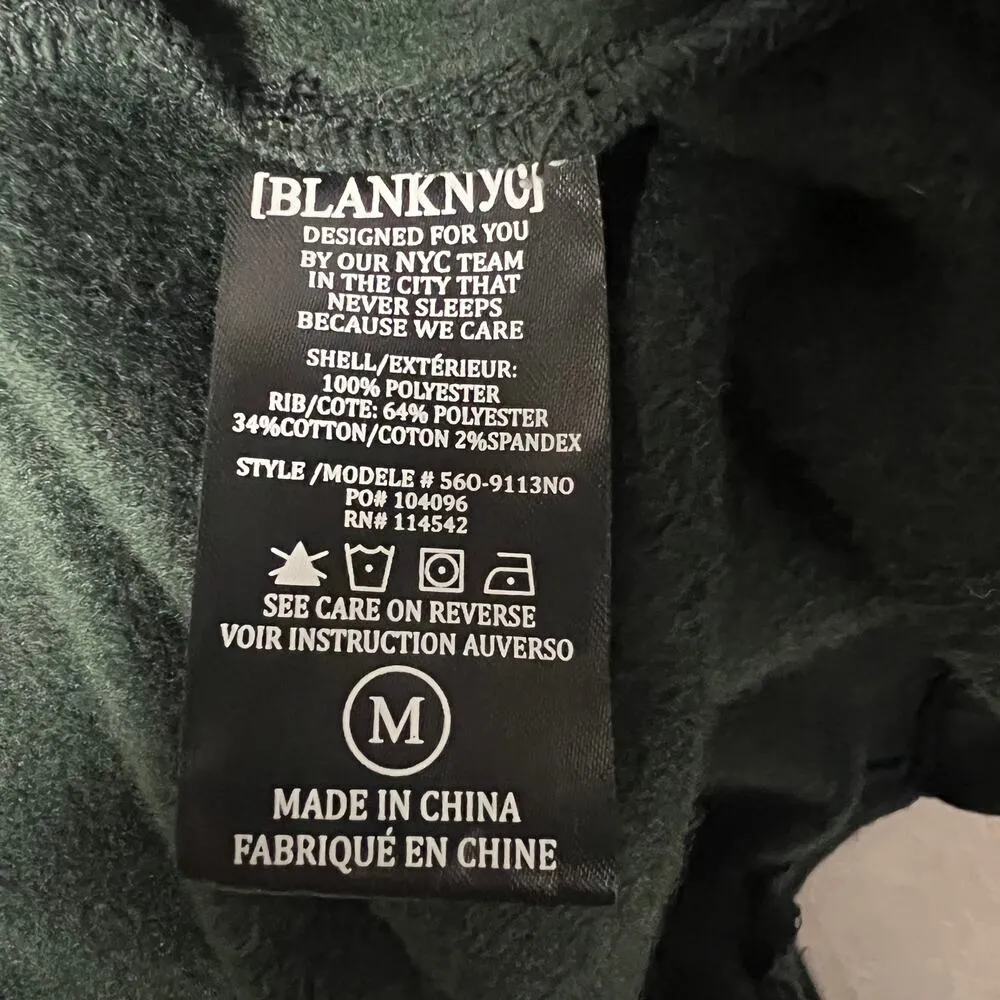 [BLANKNYC]
DESIGNED FOR YOU
BY OUR NYC TEAM
IN THE CITY THAT
NEVER SLEEPS
BECAUSE WE CARE
SHELL/EXTÉRIEUR:
100% POLYESTER
RIB/COTE: 64% POLYESTER
34%COTTON/COTON 2%SPANDEX
STYLE /MODELE # 560-9113NO
PO# 104096
RN# 114542
SEE CARE ON REVERSE
VOIR INSTRUCTION AUVERSO
M
MADE IN CHINA
FABRIQUÉ EN CHINE